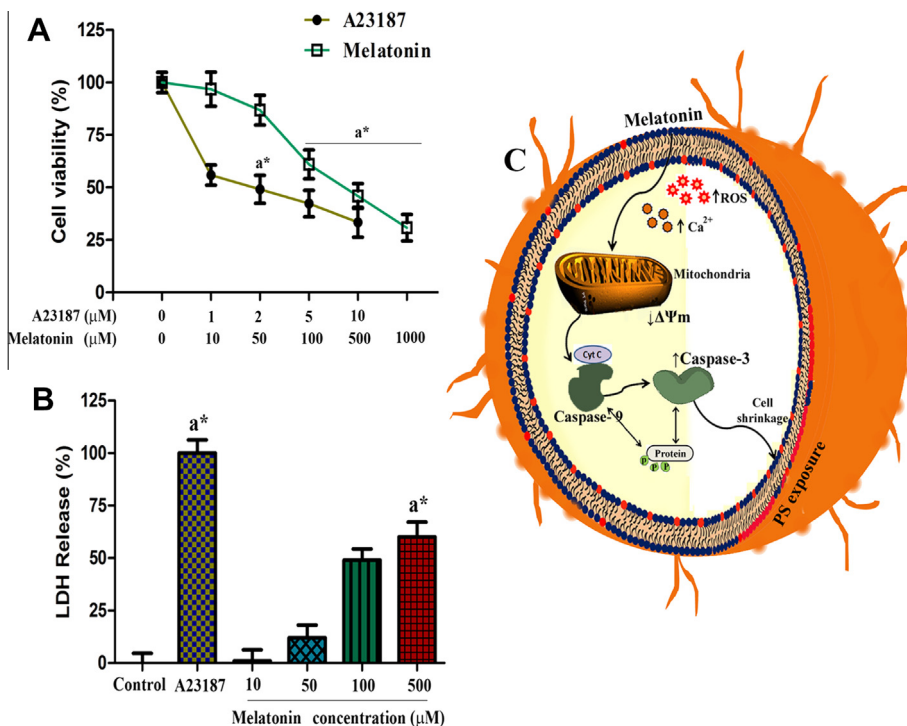 A
A23187
Melatonin
Cell viability (%)
125
100
75
50
25
0
a*
a*
A23187 (μM) 0 1 2 5 10
Melatonin (μM) 0 10 50 100 500 1000
B
LDH Release (%)
125
100
75
50
25
0
a*
a*
Control A23187 10 50 100 500
Melatonin concentration (μM)
C
Melatonin
↑ROS
↑ Ca²⁺
Mitochondria
↓ΔΨm
Cyt C
Caspase-9
↑Caspase-3
Cell
shrinkage
Protein
P P P
PS exposure